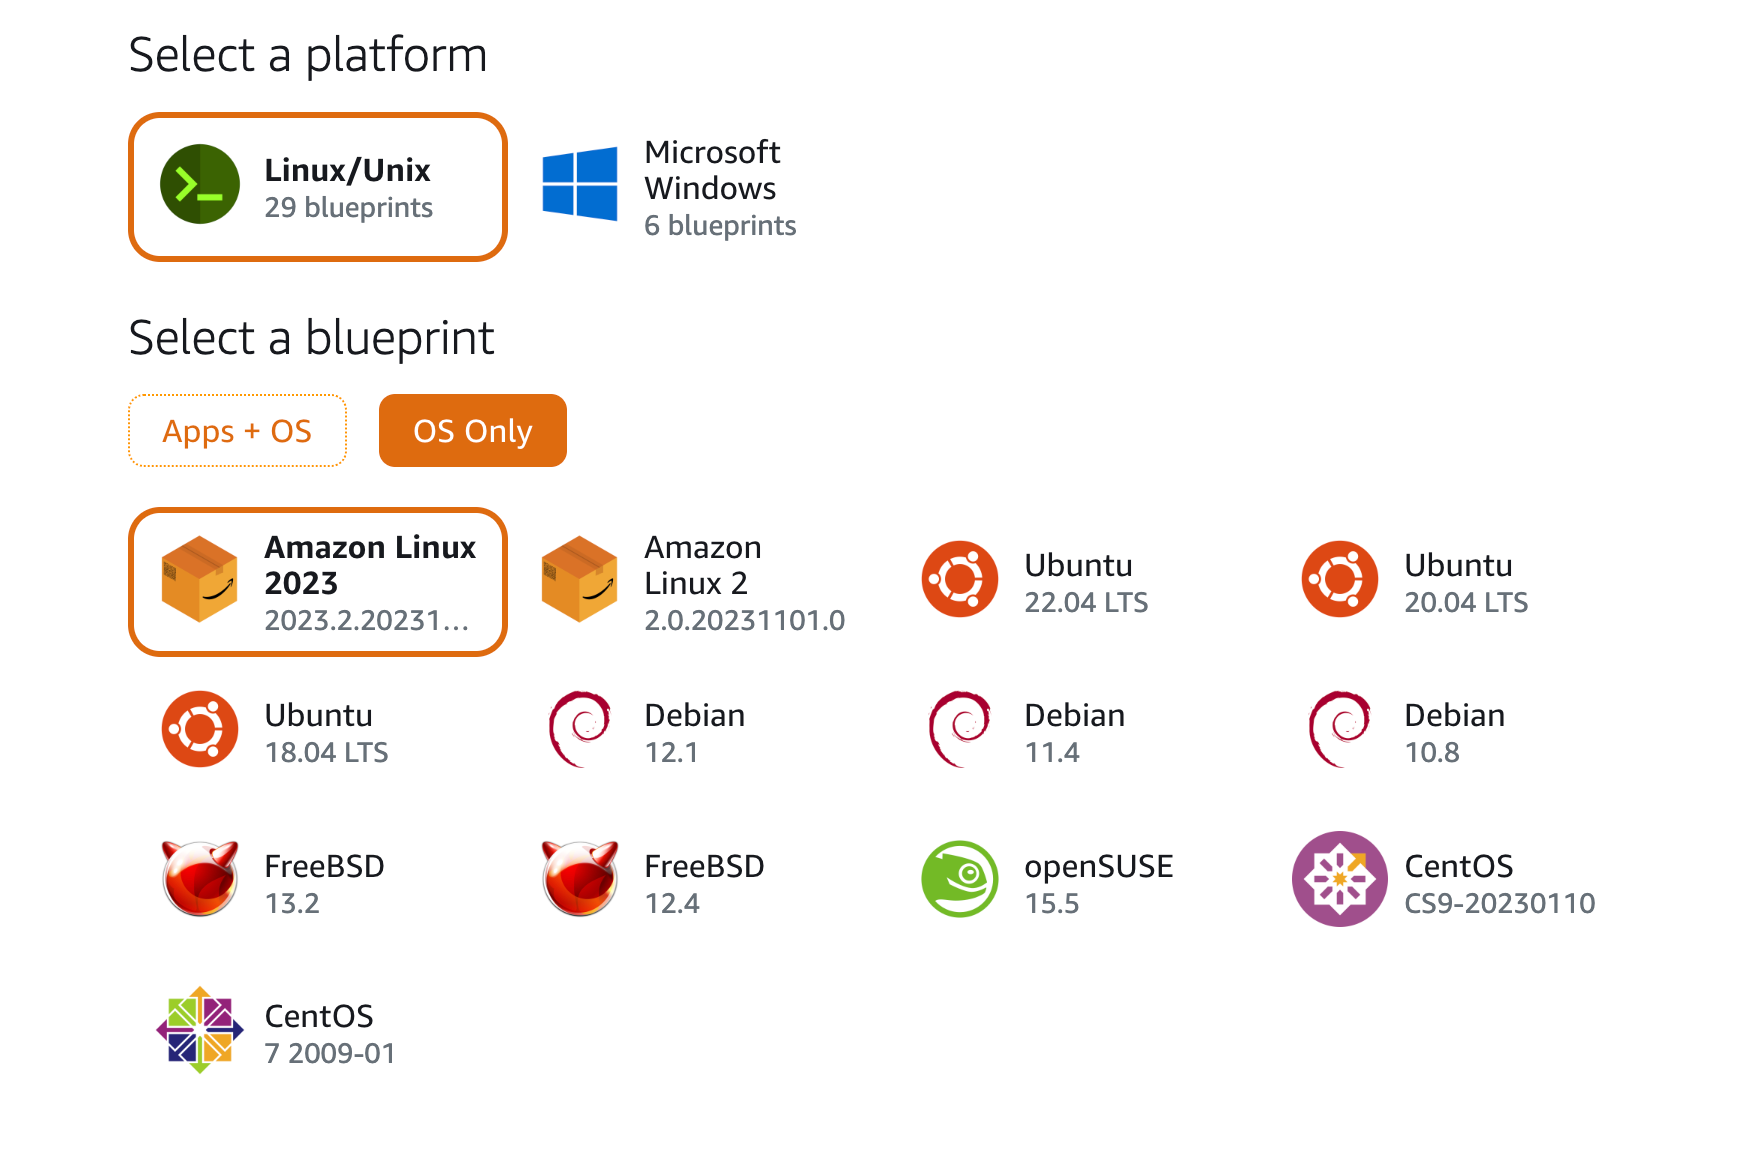 Select a platform
Linux/Unix
29 blueprints
Microsoft
Windows
6 blueprints
Select a blueprint
Apps + OS
OS Only
Amazon Linux
2023
2023.2.20231...
Amazon
Linux 2
2.0.20231101.0
Ubuntu
22.04 LTS
Ubuntu
20.04 LTS
Ubuntu
18.04 LTS
Debian
12.1
Debian
11.4
Debian
10.8
FreeBSD
13.2
FreeBSD
12.4
openSUSE
15.5
CentOS
CS9-20230110
CentOS
7 2009-01